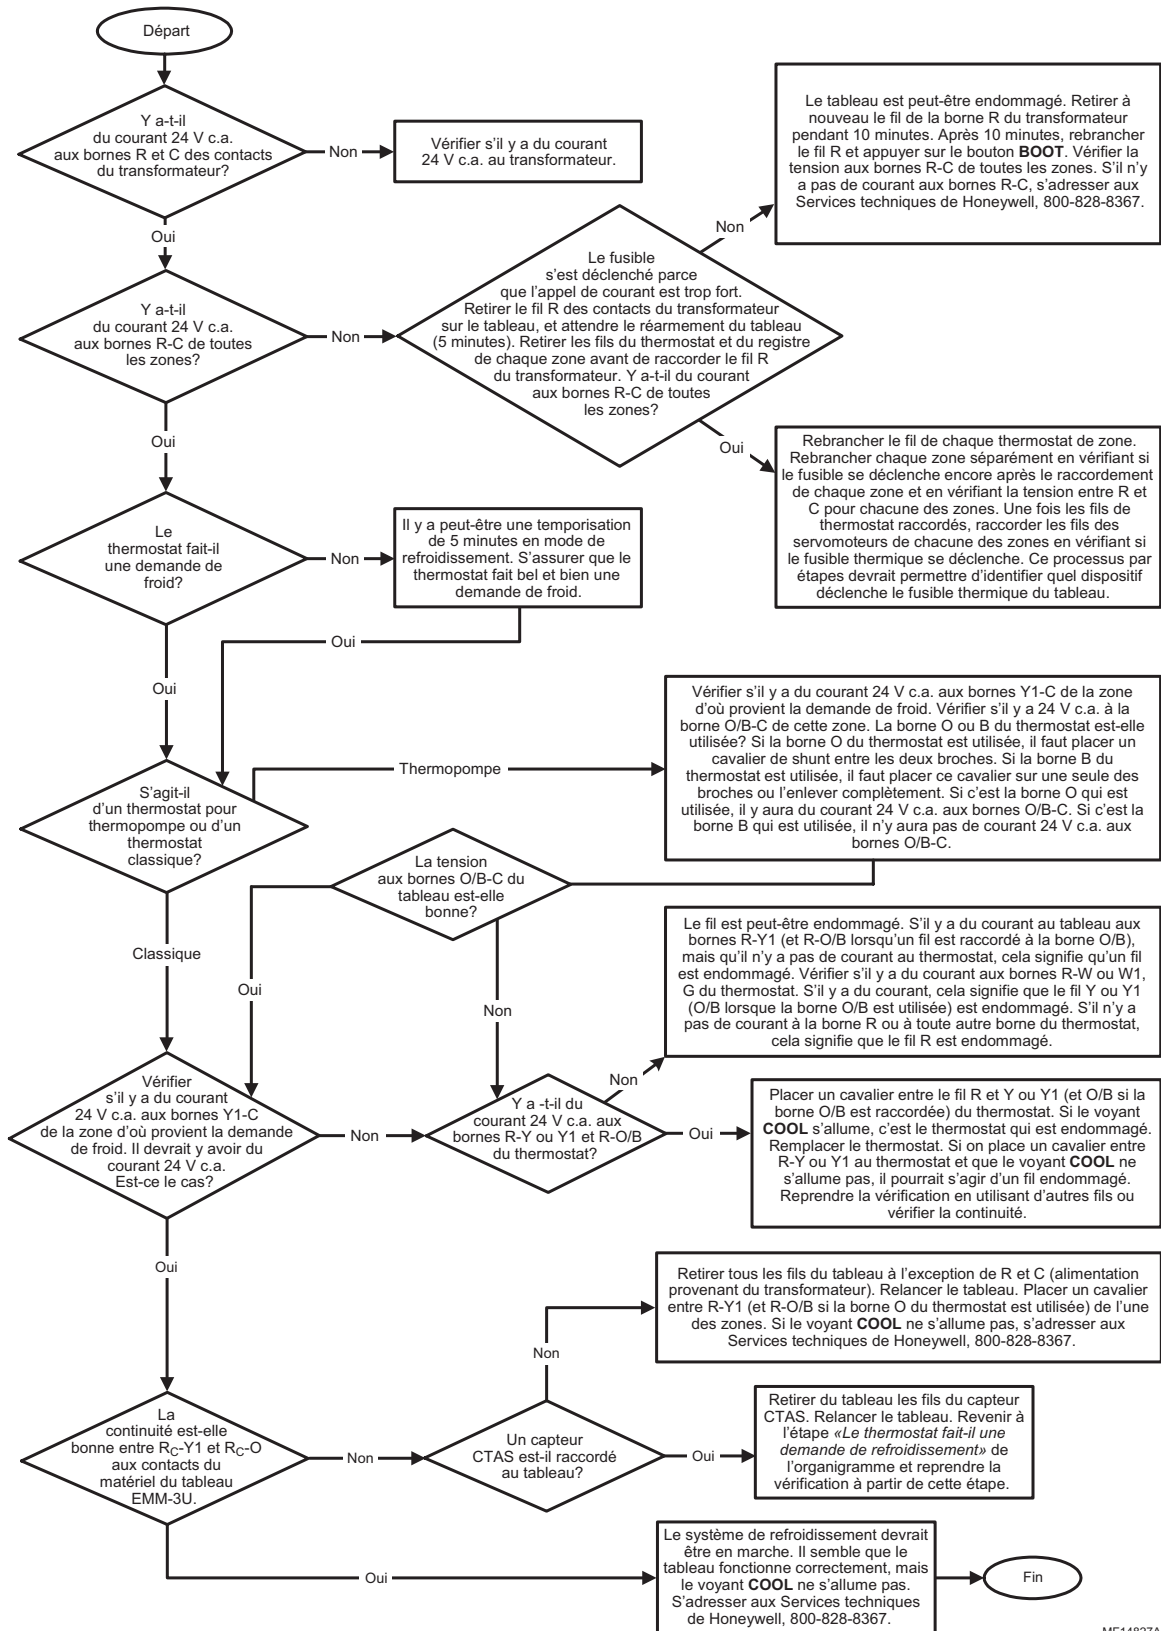 Départ
Y a-t-il
du courant 24 V c.a.
aux bornes R et C des contacts
du transformateur?
Non
Vérifier s'il y a du courant
24 V c.a. au transformateur.
Le tableau est peut-être endommagé. Retirer à
nouveau le fil de la borne R du transformateur
pendant 10 minutes. Après 10 minutes, rebrancher
le fil R et appuyer sur le bouton BOOT. Vérifier la
tension aux bornes R-C de toutes les zones. S'il n'y
a pas de courant aux bornes R-C, s'adresser aux
Services techniques de Honeywell, 800-828-8367.
Oui
Non
Y a-t-il
du courant 24 V c.a.
aux bornes R-C de toutes
les zones?
Non
Le fusible
s'est déclenché parce
que l'appel de courant est trop fort.
Retirer le fil R des contacts du transformateur
sur le tableau, et attendre le réarmement du tableau
(5 minutes). Retirer les fils du thermostat et du registre
de chaque zone avant de raccorder le fil R
du transformateur. Y a-t-il du courant
aux bornes R-C de toutes
les zones?
Oui
Oui
Rebrancher le fil de chaque thermostat de zone.
Rebrancher chaque zone séparément en vérifiant si
le fusible se déclenche encore après le raccordement
de chaque zone et en vérifiant la tension entre R et
C pour chacune des zones. Une fois les fils de
thermostat raccordés, raccorder les fils des
servomoteurs de chacune des zones en vérifiant si
le fusible thermique se déclenche. Ce processus par
étapes devrait permettre d'identifier quel dispositif
déclenche le fusible thermique du tableau.
Le
thermostat fait-il
une demande de
froid?
Non
Il y a peut-être une temporisation
de 5 minutes en mode de
refroidissement. S'assurer que le
thermostat fait bel et bien une
demande de froid.
Oui
Oui
Vérifier s'il y a du courant 24 V c.a. aux bornes Y1-C de la zone
d'où provient la demande de froid. Vérifier s'il y a 24 V c.a. à la
borne O/B-C de cette zone. La borne O ou B du thermostat est-elle
utilisée? Si la borne O du thermostat est utilisée, il faut placer un
cavalier de shunt entre les deux broches. Si la borne B du
thermostat est utilisée, il faut placer ce cavalier sur une seule des
broches ou l'enlever complètement. Si c'est la borne O qui est
utilisée, il y aura du courant 24 V c.a. aux bornes O/B-C. Si c'est la
borne B qui est utilisée, il n'y aura pas de courant 24 V c.a. aux
bornes O/B-C.
Thermopompe
S'agit-il
d'un thermostat pour
thermopompe ou d'un
thermostat
classique?
La tension
aux bornes O/B-C du
tableau est-elle
bonne?
Classique
Oui
Non
Le fil est peut-être endommagé. S'il y a du courant au tableau aux
bornes R-Y1 (et R-O/B lorsqu'un fil est raccordé à la borne O/B),
mais qu'il n'y a pas de courant au thermostat, cela signifie qu'un fil
est endommagé. Vérifier s'il y a du courant aux bornes R-W ou W1,
G du thermostat. S'il y a du courant, cela signifie que le fil Y ou Y1
(O/B lorsque la borne O/B est utilisée) est endommagé. S'il n'y a
pas de courant à la borne R ou à toute autre borne du thermostat,
cela signifie que le fil R est endommagé.
Vérifier
s'il y a du courant
24 V c.a. aux bornes Y1-C
de la zone d'où provient la demande
de froid. Il devrait y avoir du
courant 24 V c.a.
Est-ce le cas?
Non
Y a -t-il du
courant 24 V c.a. aux
bornes R-Y ou Y1 et R-O/B
du thermostat?
Non
Oui
Placer un cavalier entre le fil R et Y ou Y1 (et O/B si la
borne O/B est raccordée) du thermostat. Si le voyant
COOL s'allume, c'est le thermostat qui est endommagé.
Remplacer le thermostat. Si on place un cavalier entre
R-Y ou Y1 au thermostat et que le voyant COOL ne
s'allume pas, il pourrait s'agir d'un fil endommagé.
Reprendre la vérification en utilisant d'autres fils ou
vérifier la continuité.
Oui
Retirer tous les fils du tableau à l'exception de R et C (alimentation
provenant du transformateur). Relancer le tableau. Placer un cavalier
entre R-Y1 (et R-O/B si la borne O du thermostat est utilisée) de l'une
des zones. Si le voyant COOL ne s'allume pas, s'adresser aux
Services techniques de Honeywell, 800-828-8367.
Non
La
continuité est-elle
bonne entre RC-Y1 et RC-O
aux contacts du
matériel du tableau
EMM-3U.
Non
Un capteur
CTAS est-il raccordé
au tableau?
Oui
Retirer du tableau les fils du capteur
CTAS. Relancer le tableau. Revenir à
l'étape «Le thermostat fait-il une
demande de refroidissement» de
l'organigramme et reprendre la
vérification à partir de cette étape.
Oui
Le système de refroidissement devrait
être en marche. Il semble que le
tableau fonctionne correctement, mais
le voyant COOL ne s'allume pas.
S'adresser aux Services techniques
de Honeywell, 800-828-8367.
Fin